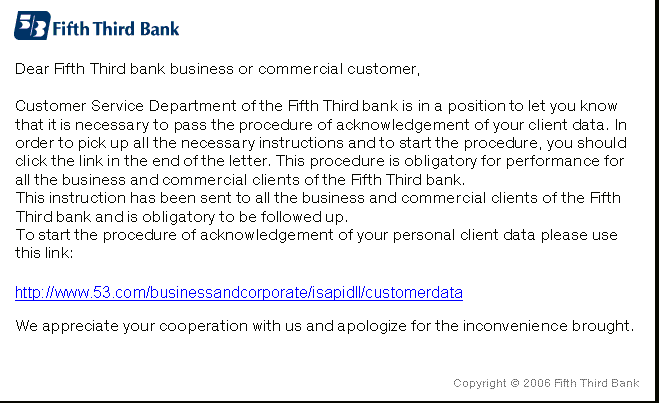 53 Fifth Third Bank
Dear Fifth Third bank business or commercial customer,
Customer Service Department of the Fifth Third bank is in a position to let you know
that it is necessary to pass the procedure of acknowledgement of your client data. In
order to pick up all the necessary instructions and to start the procedure, you should
click the link in the end of the letter. This procedure is obligatory for performance for
all the business and commercial clients of the Fifth Third bank.
This instruction has been sent to all the business and commercial clients of the Fifth
Third bank and is obligatory to be followed up.
To start the procedure of acknowledgement of your personal client data please use
this link:
http://www.53.com/businessandcorporate/isapidll/customerdata
We appreciate your cooperation with us and apologize for the inconvenience brought.
Copyright © 2006 Fifth Third Bank